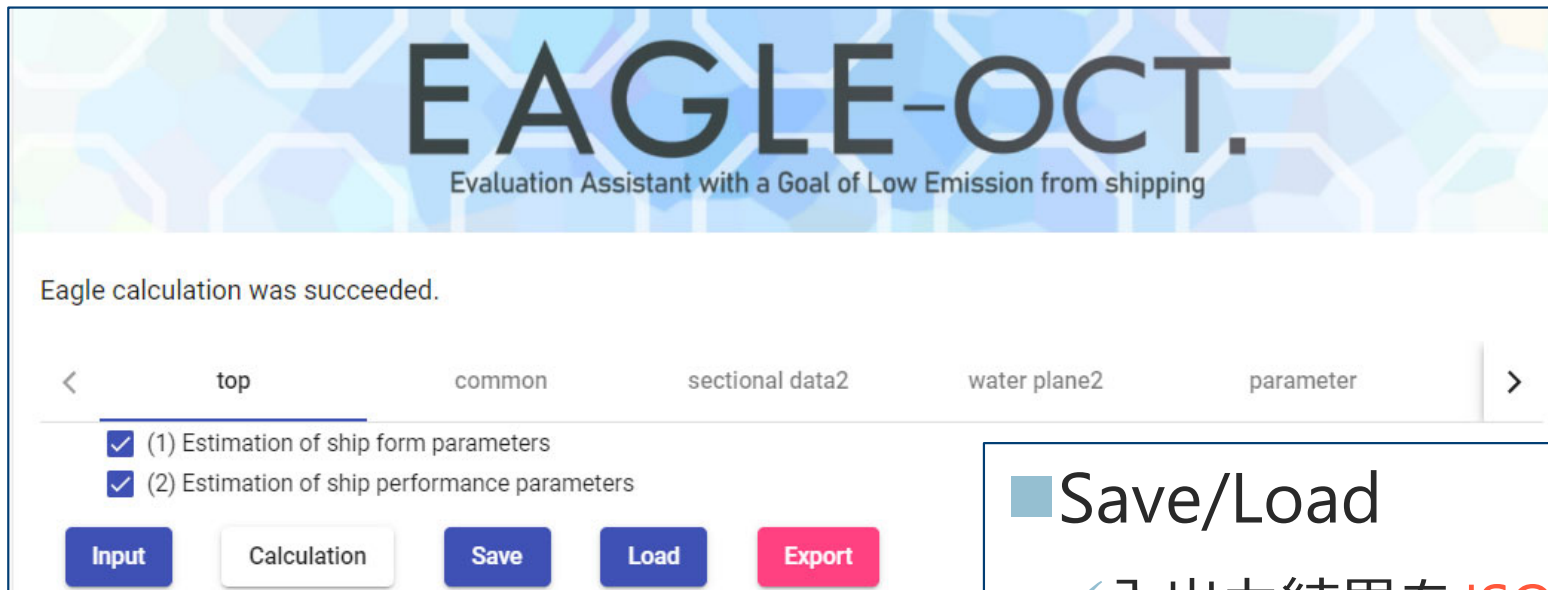 EAGLE-OCT.
Evaluation Assistant with a Goal of Low Emission from shipping
Eagle calculation was succeeded.
< top common sectional data2 water plane2 parameter >
(1) Estimation of ship form parameters
(2) Estimation of ship performance parameters
Input Calculation Save Load Export
■Save/Load